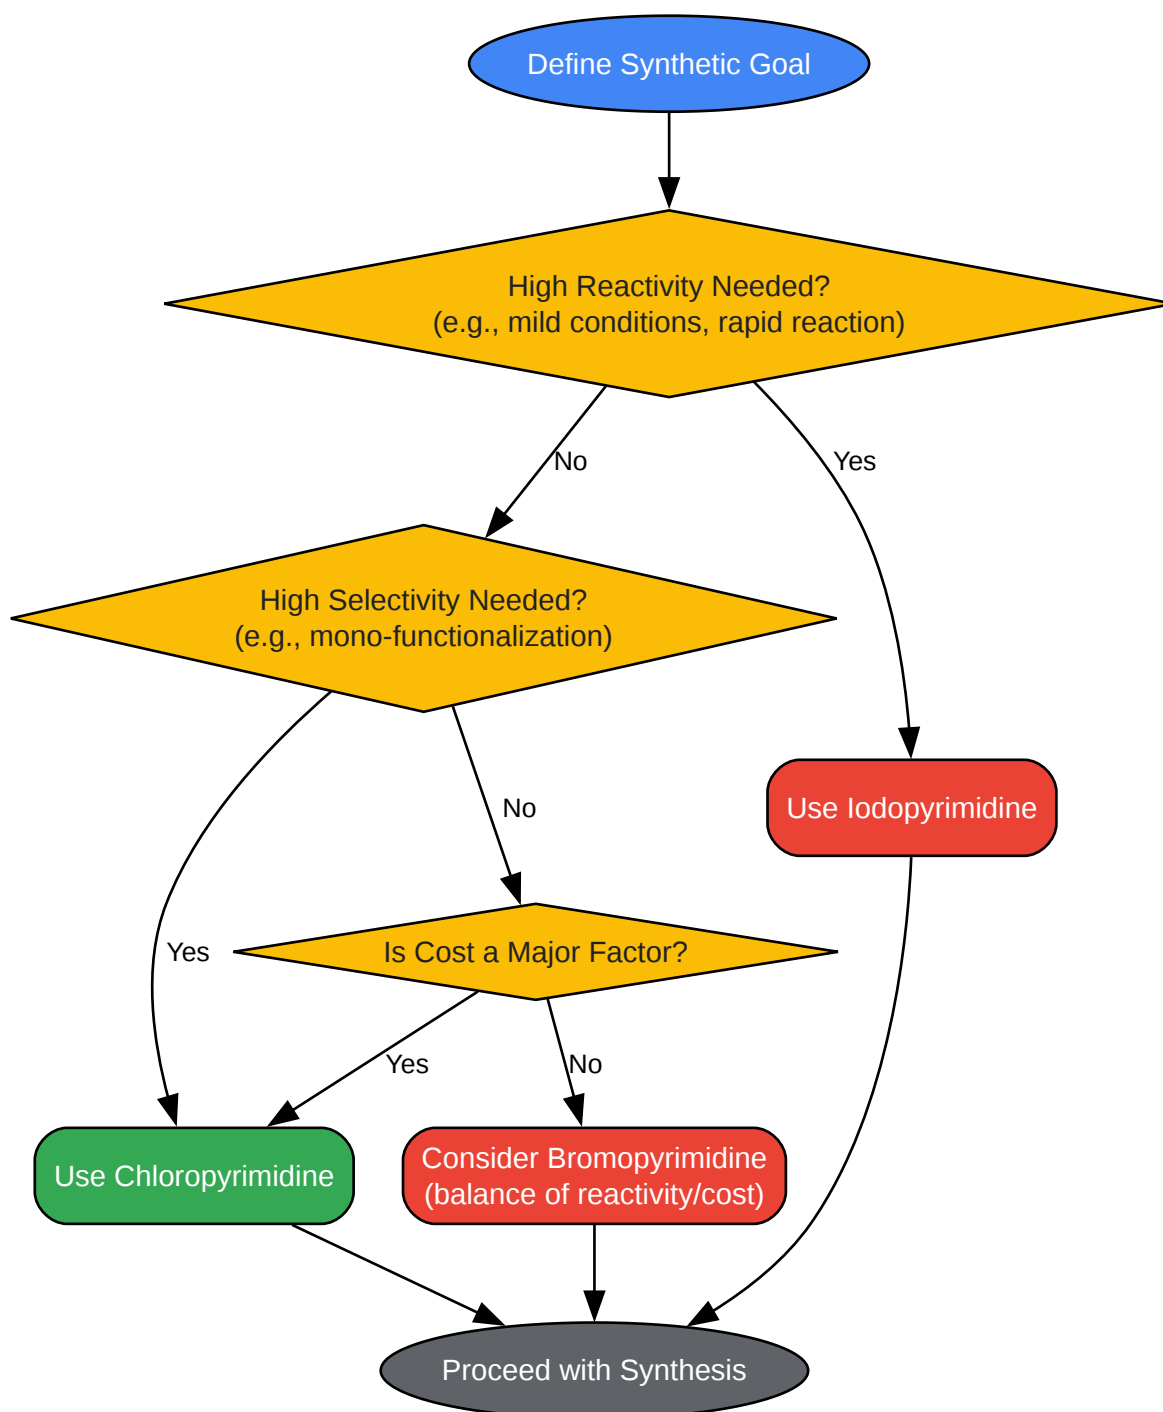 Define Synthetic Goal
High Reactivity Needed?
(e.g., mild conditions, rapid reaction)
No
Yes
High Selectivity Needed?
(e.g., mono-functionalization)
No
Use Iodopyrimidine
Yes
Is Cost a Major Factor?
Yes
No
Use Chloropyrimidine
Consider Bromopyrimidine
(balance of reactivity/cost)
Proceed with Synthesis